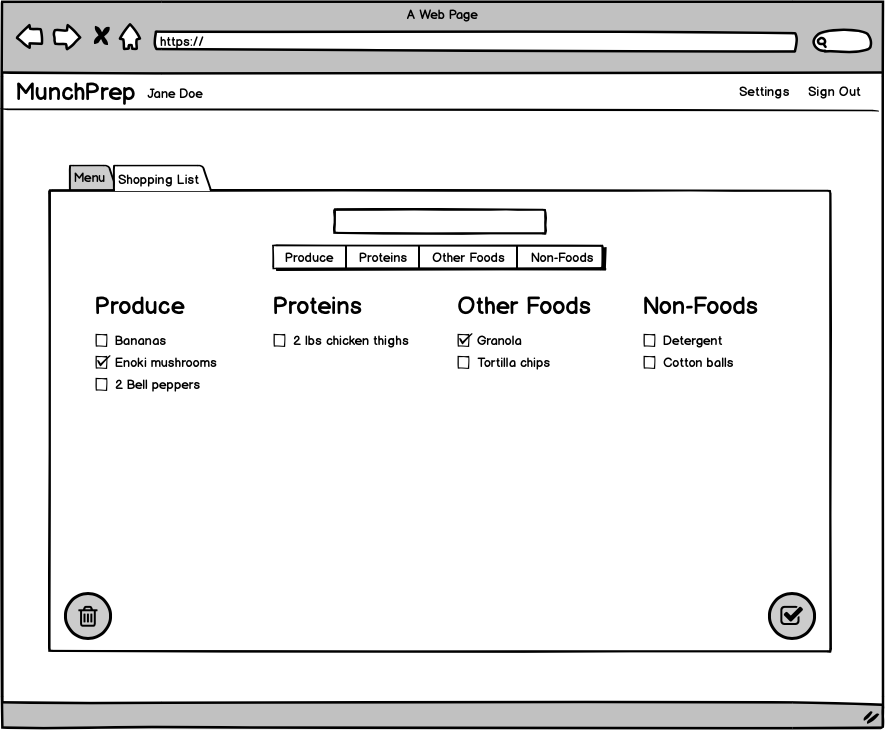 A Web Page
https://
MunchPrep Jane Doe Settings Sign Out
Menu Shopping List
Produce Proteins Other Foods Non-Foods
Produce Proteins Other Foods Non-Foods
Bananas 2 lbs chicken thighs Granola Detergent
Enoki mushrooms Tortilla chips Cotton balls
2 Bell peppers